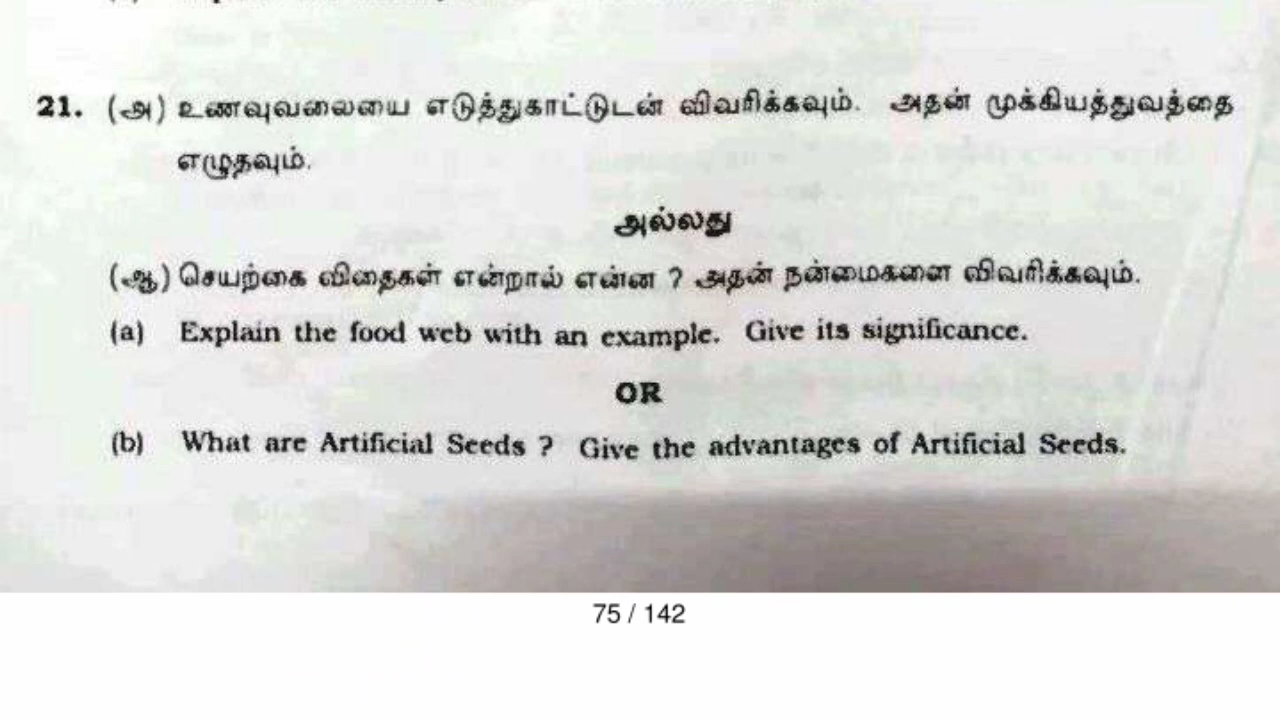 21. (அ) உணவுவலையை எடுத்துகாட்டுடன் விவரிக்கவும். அதன் முக்கியத்துவத்தை
எழுதவும்.
அல்லது
(ஆ) செயற்கை விதைகள் என்றால் என்ன ? அதன் நன்மைகளை விவரிக்கவும்.
(a) Explain the food web with an example. Give its significance.
OR
(b) What are Artificial Seeds ? Give the advantages of Artificial Seeds.
75 / 142